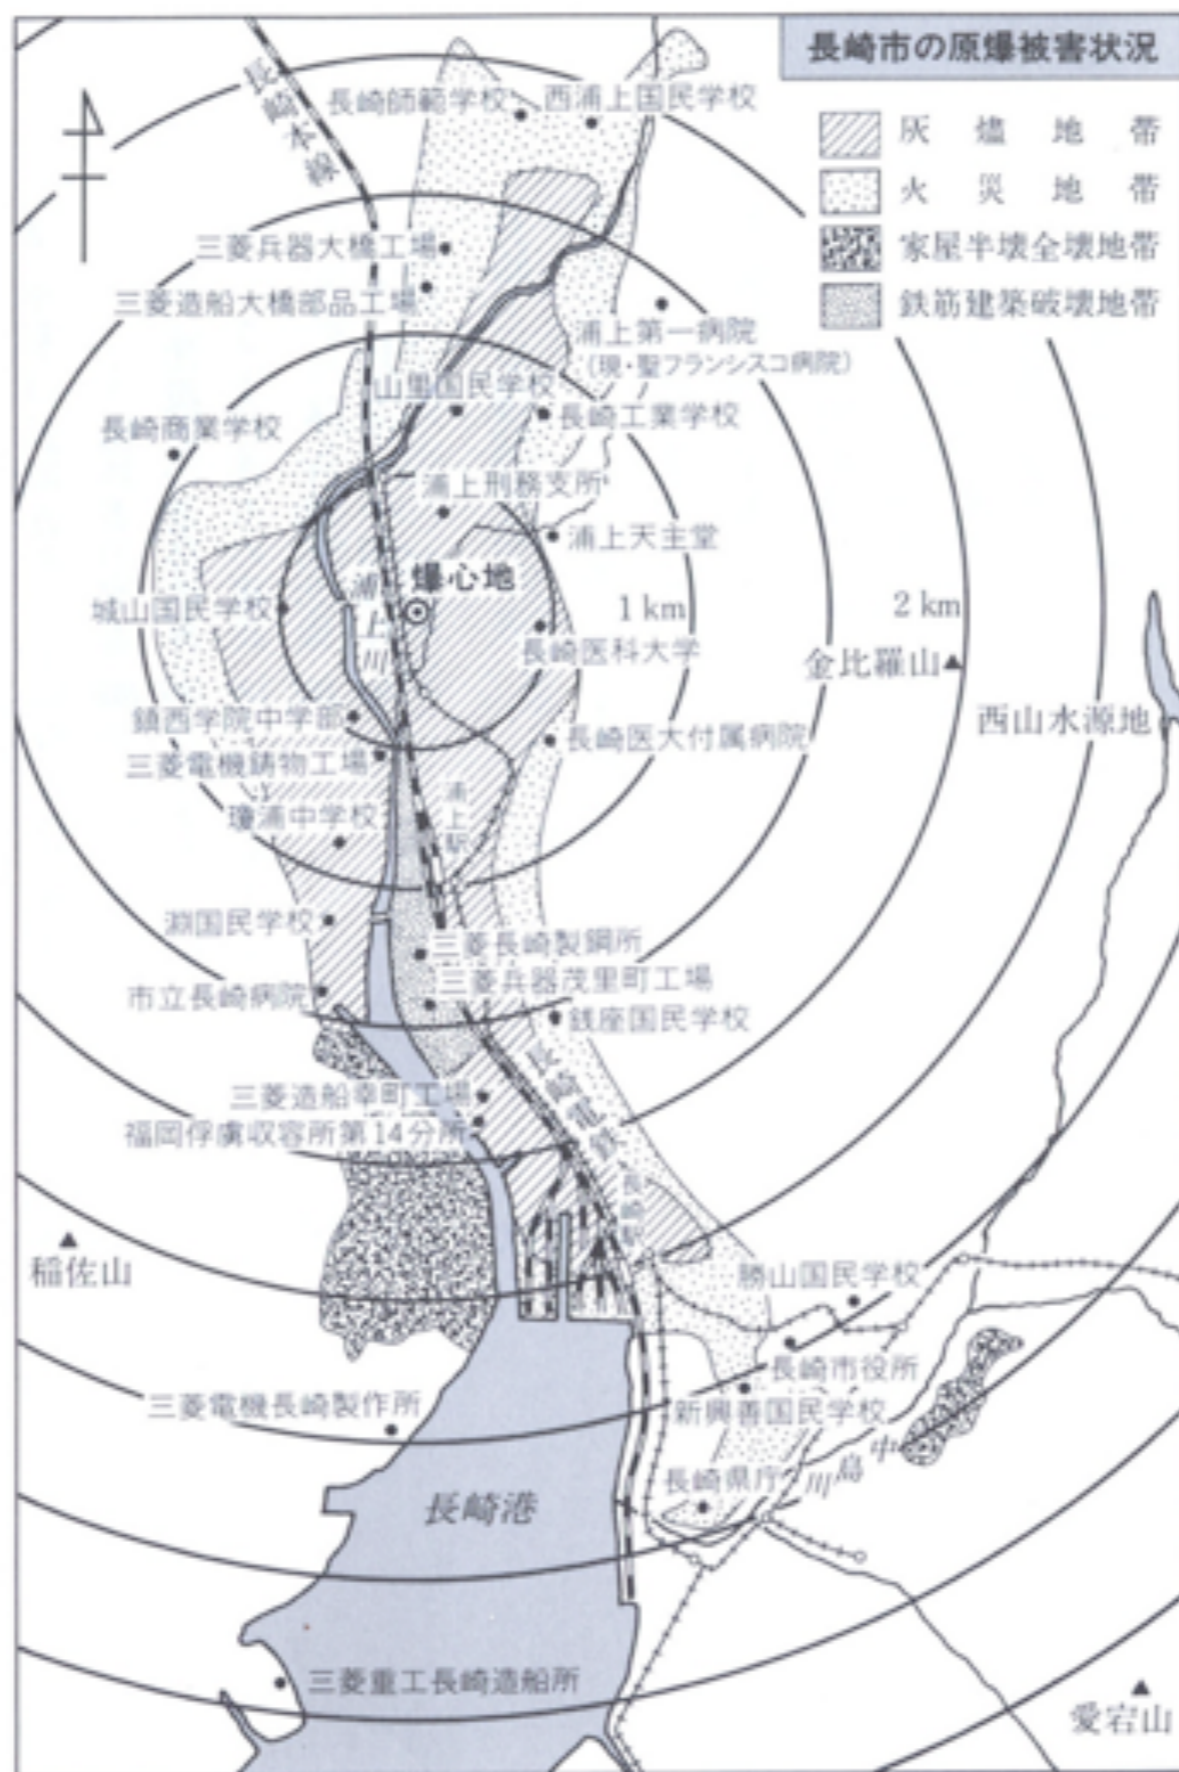 長崎市の原爆被害状況
灰燼地帯
火災地帯
家屋半壊全壊地帯
鉄筋建築破壊地帯
長崎本線
長崎師範学校
西浦上国民学校
三菱兵器大橋工場
三菱造船大橋部品工場
浦上第一病院
(現・聖フランシスコ病院)
山里国民学校
長崎工業学校
長崎商業学校
浦上刑務支所
浦上天主堂
爆心地
浦上川
城山国民学校
1 km
2 km
長崎医科大学
金比羅山
西山水源地
鎮西学院中学部
長崎医大付属病院
三菱電機鋳物工場
浦上駅
瓊浦中学校
淵国民学校
三菱長崎製鋼所
三菱兵器茂里町工場
市立長崎病院
銭座国民学校
長崎電鉄
三菱造船幸町工場
福岡俘虜収容所第14分所
長崎駅
稲佐山
勝山国民学校
長崎市役所
三菱電機長崎製作所
新興善国民学校
中島川
長崎県庁
長崎港
三菱重工長崎造船所
愛宕山